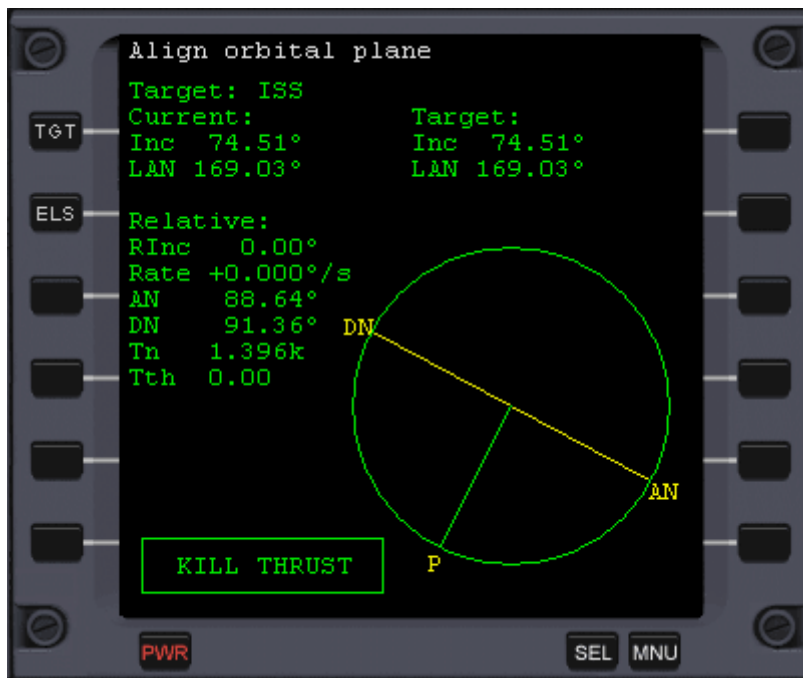 Align orbital plane
Target: ISS
Current: Target:
TGT
Inc 74.51° Inc 74.51°
LAN 169.03° LAN 169.03°
ELS
Relative:
RInc 0.00°
Rate +0.000°/s
AN 88.64°
DN 91.36°
DN
Tn 1.396k
Tth 0.00
AN
KILL THRUST
P
PWR SEL MNU